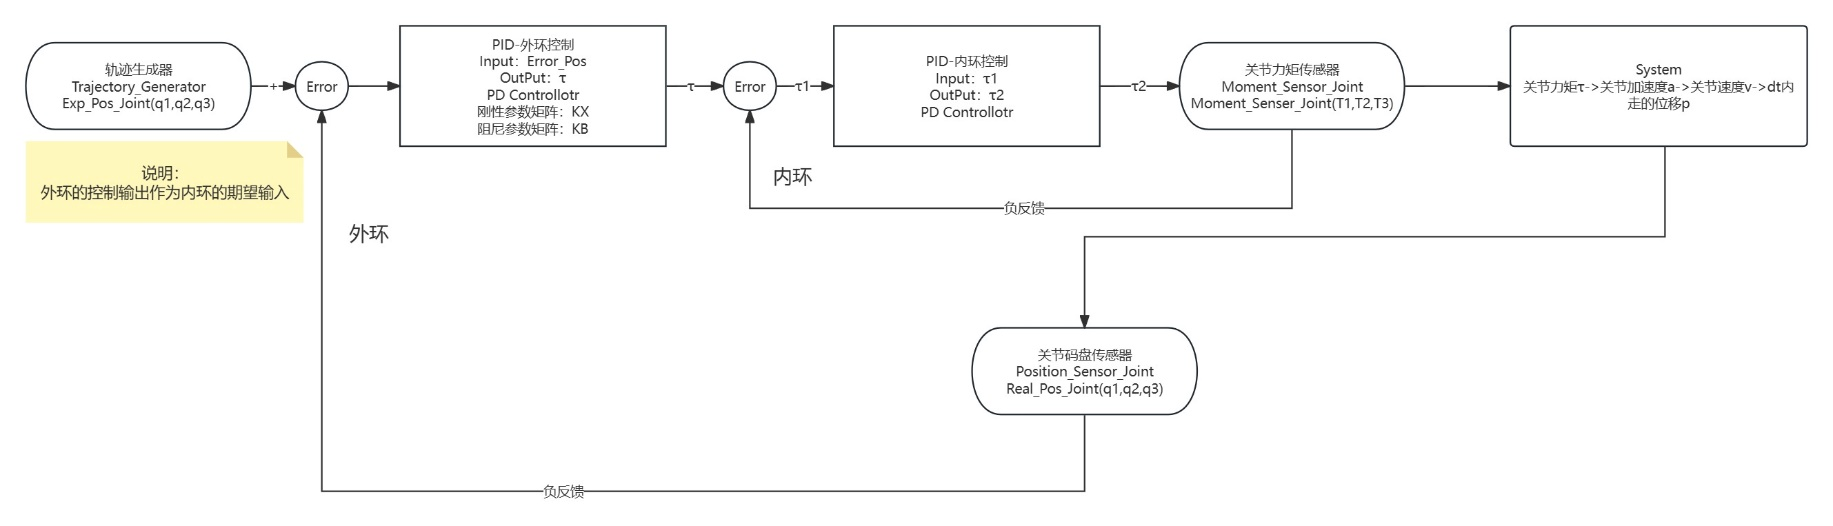 轨迹生成器
Trajectory_Generator
Exp_Pos_Joint(q1,q2,q3)
+
Error
PID-外环控制
Input：Error_Pos
OutPut：τ
PD Controllotr
刚性参数矩阵：KX
阻尼参数矩阵：KB
τ
Error
τ1
PID-内环控制
Input：τ1
OutPut：τ2
PD Controllotr
τ2
关节力矩传感器
Moment_Sensor_Joint
Moment_Senser_Joint(T1,T2,T3)
System
关节力矩τ->关节加速度a->关节速度v->dt内
走的位移p
说明：
外环的控制输出作为内环的期望输入
内环
负反馈
外环
关节码盘传感器
Position_Sensor_Joint
Real_Pos_Joint(q1,q2,q3)
负反馈